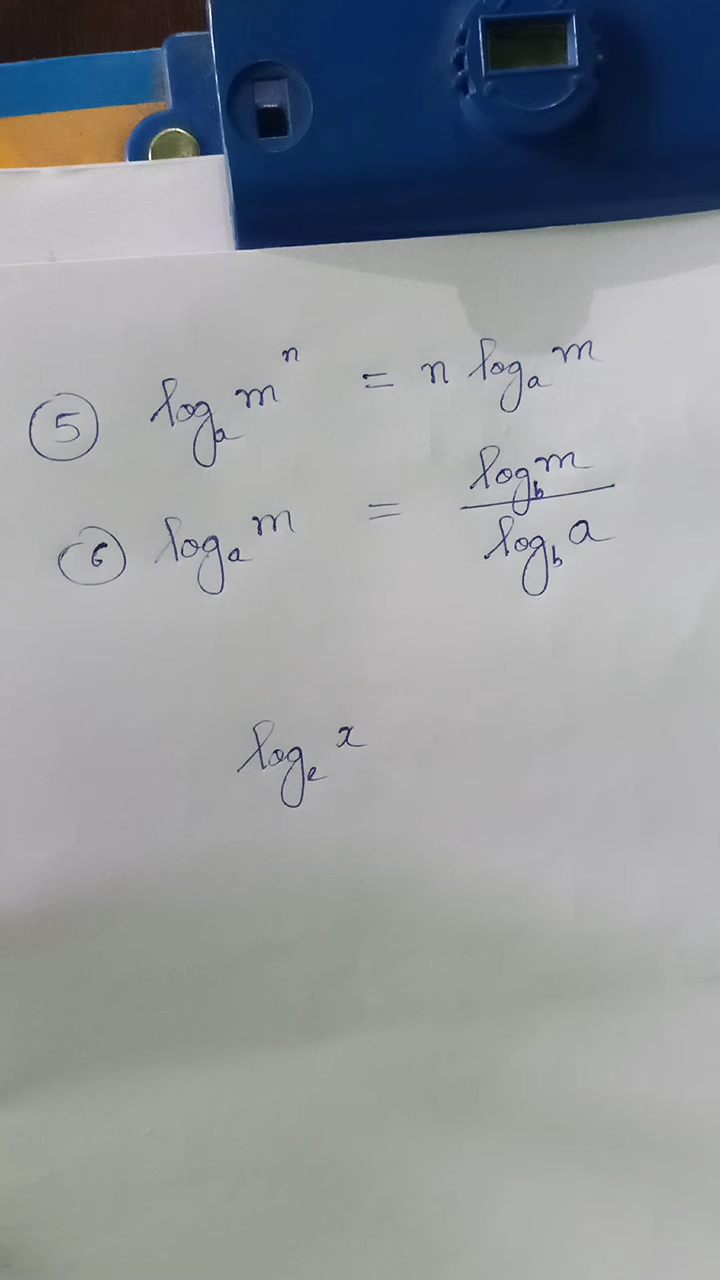 ⑤ logₐ mⁿ = n logₐ m
⑥ logₐ m = log_b m / log_b a
logₑ x